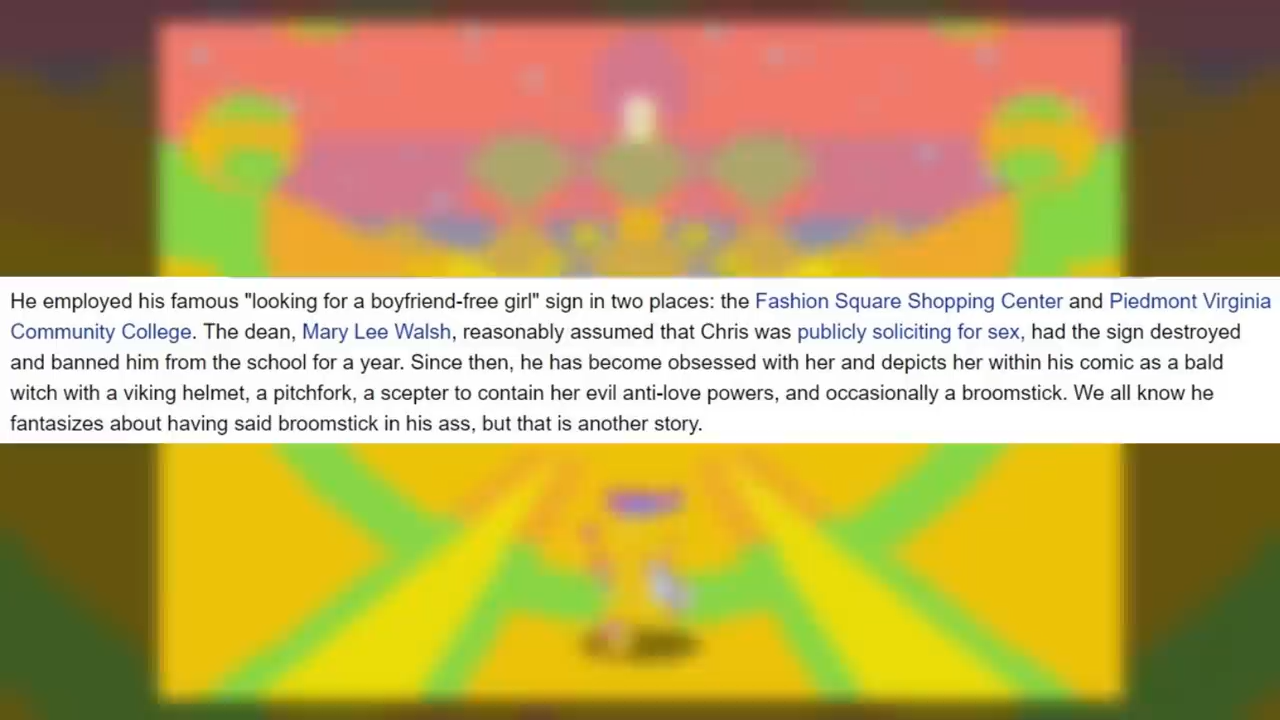 He employed his famous "looking for a boyfriend-free girl" sign in two places: the Fashion Square Shopping Center and Piedmont Virginia
Community College. The dean, Mary Lee Walsh, reasonably assumed that Chris was publicly soliciting for sex, had the sign destroyed
and banned him from the school for a year. Since then, he has become obsessed with her and depicts her within his comic as a bald
witch with a viking helmet, a pitchfork, a scepter to contain her evil anti-love powers, and occasionally a broomstick. We all know he
fantasizes about having said broomstick in his ass, but that is another story.